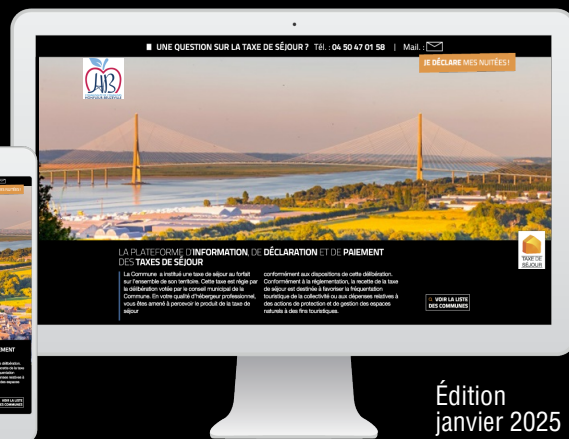 ■ UNE QUESTION SUR LA TAXE DE SÉJOUR ? Tél. : 04 50 47 01 58 | Mail. :
JE DÉCLARE MES NUITÉES !
LA PLATEFORME D'INFORMATION, DE DÉCLARATION ET DE PAIEMENT
DES TAXES DE SÉJOUR
La Commune a institué une taxe de séjour au forfait
sur l'ensemble de son territoire. Cette taxe est régie par
la délibération votée par le conseil municipal de la
Commune. En votre qualité d'hébergeur professionnel,
vous êtes amené à percevoir le produit de la taxe de
séjour
conformément aux dispositions de cette délibération.
Conformément à la réglementation, la recette de la taxe
de séjour est destinée à favoriser la fréquentation
touristique de la collectivité ou aux dépenses relatives à
des actions de protection et de gestion des espaces
naturels à des fins touristiques.
TAXE DE
SÉJOUR
VOIR LA LISTE
DES COMMUNES
Édition
janvier 2025